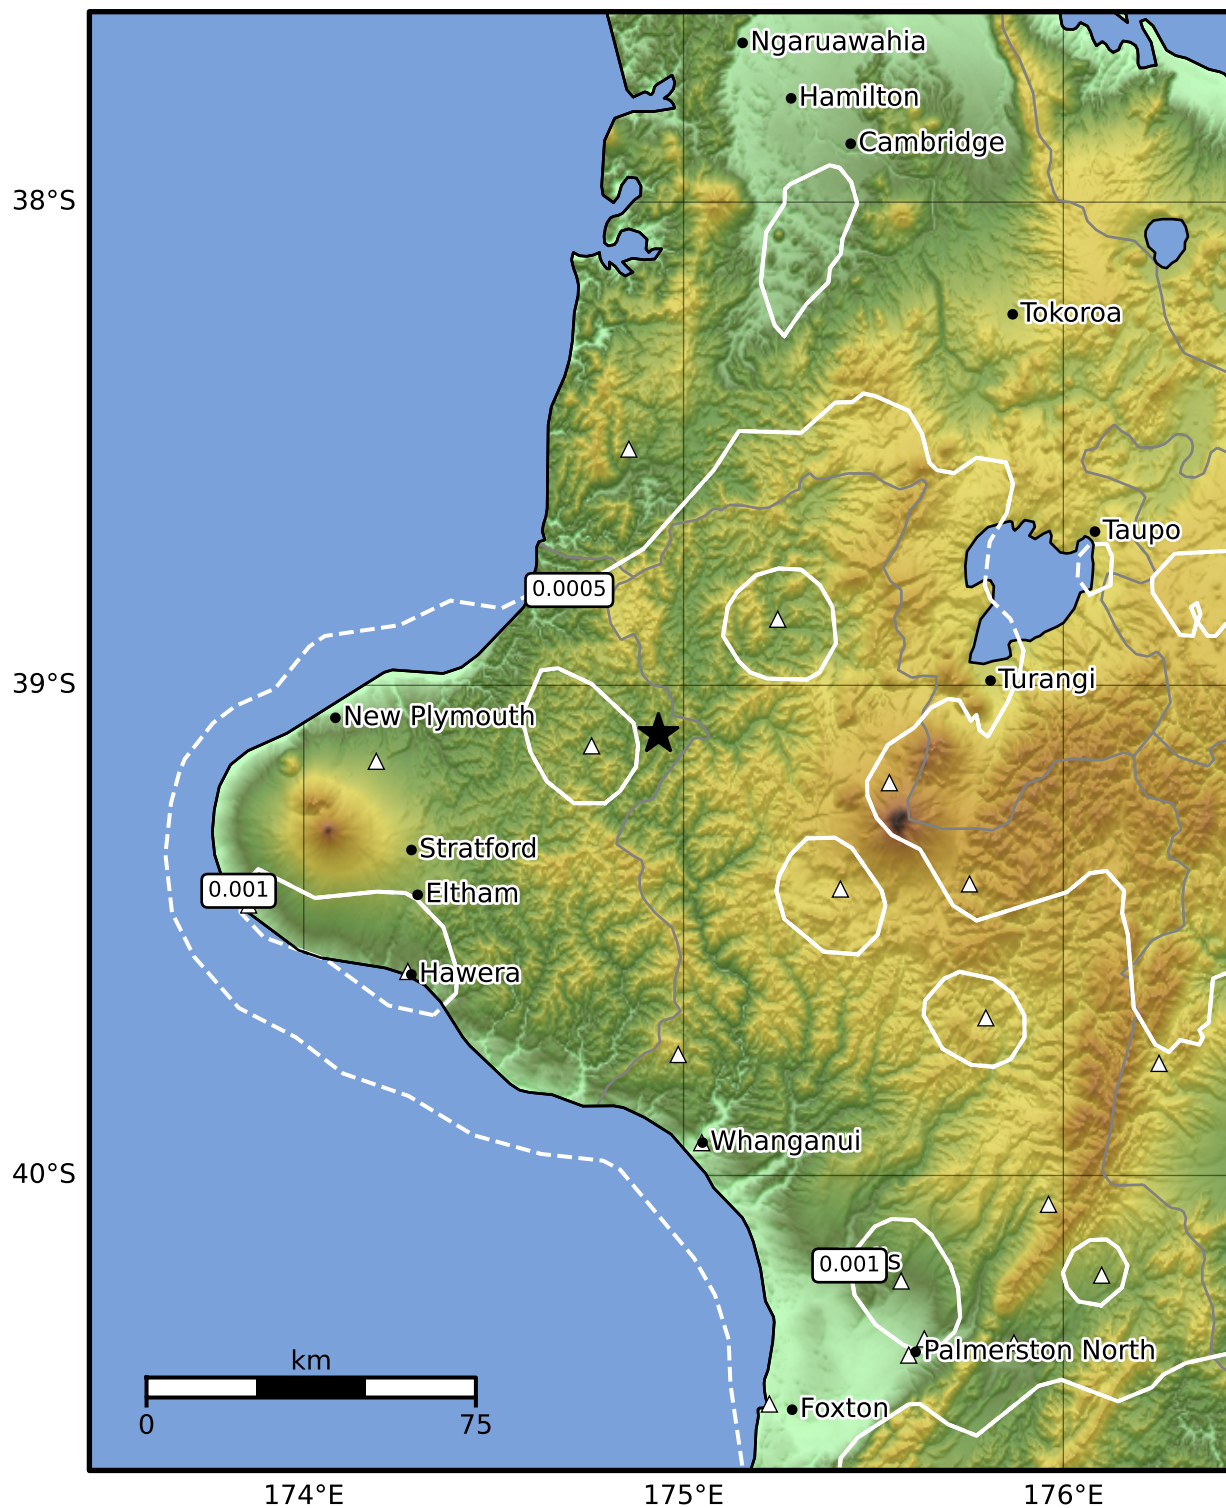 Ngaruawahia
Hamilton
Cambridge
38°S
Tokoroa
Taupo
0.0005
39°S
Turangi
New Plymouth
Stratford
0.001
Eltham
Hawera
Whanganui
40°S
0.001
km
Palmerston North
0
75
Foxton
174°E
175°E
176°E